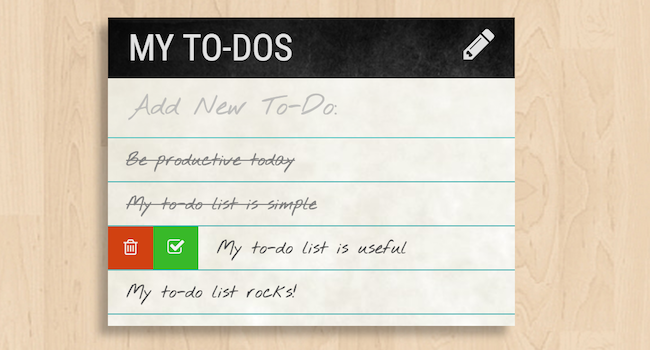 MY TO-DOS
Add New To-Do:
Be productive today
My to-do list is simple
My to-do list is useful
My to-do list rocks!